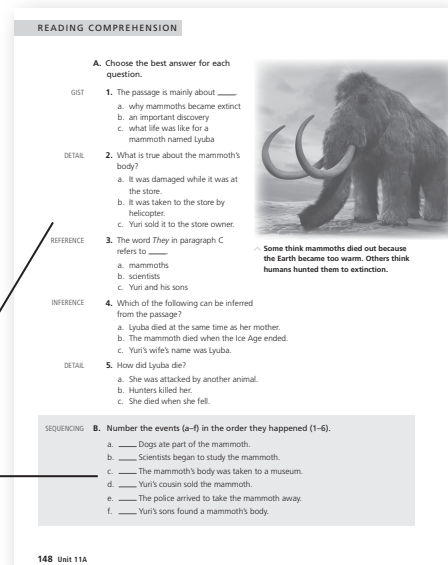 READING COMPREHENSION
A. Choose the best answer for each
question.
GIST 1. The passage is mainly about ____.
a. why mammoths became extinct
b. an important discovery
c. what life was like for a
mammoth named Lyuba
DETAIL 2. What is true about the mammoth's
body?
a. It was damaged while it was at
the store.
b. It was taken to the store by
helicopter.
c. Yuri sold it to the store owner.
REFERENCE 3. The word They in paragraph C
refers to ____.
a. mammoths
b. scientists
c. Yuri and his sons
Some think mammoths died out because
the Earth became too warm. Others think
humans hunted them to extinction.
INFERENCE 4. Which of the following can be inferred
from the passage?
a. Lyuba died at the same time as her mother.
b. The mammoth died when the Ice Age ended.
c. Yuri's wife's name was Lyuba.
DETAIL 5. How did Lyuba die?
a. She was attacked by another animal.
b. Hunters killed her.
c. She died when she fell.
SEQUENCING B. Number the events (a–f) in the order they happened (1–6).
a. ____ Dogs ate part of the mammoth.
b. ____ Scientists began to study the mammoth.
c. ____ The mammoth's body was taken to a museum.
d. ____ Yuri's cousin sold the mammoth.
e. ____ The police arrived to take the mammoth away.
f. ____ Yuri's sons found a mammoth's body.
148 Unit 11A